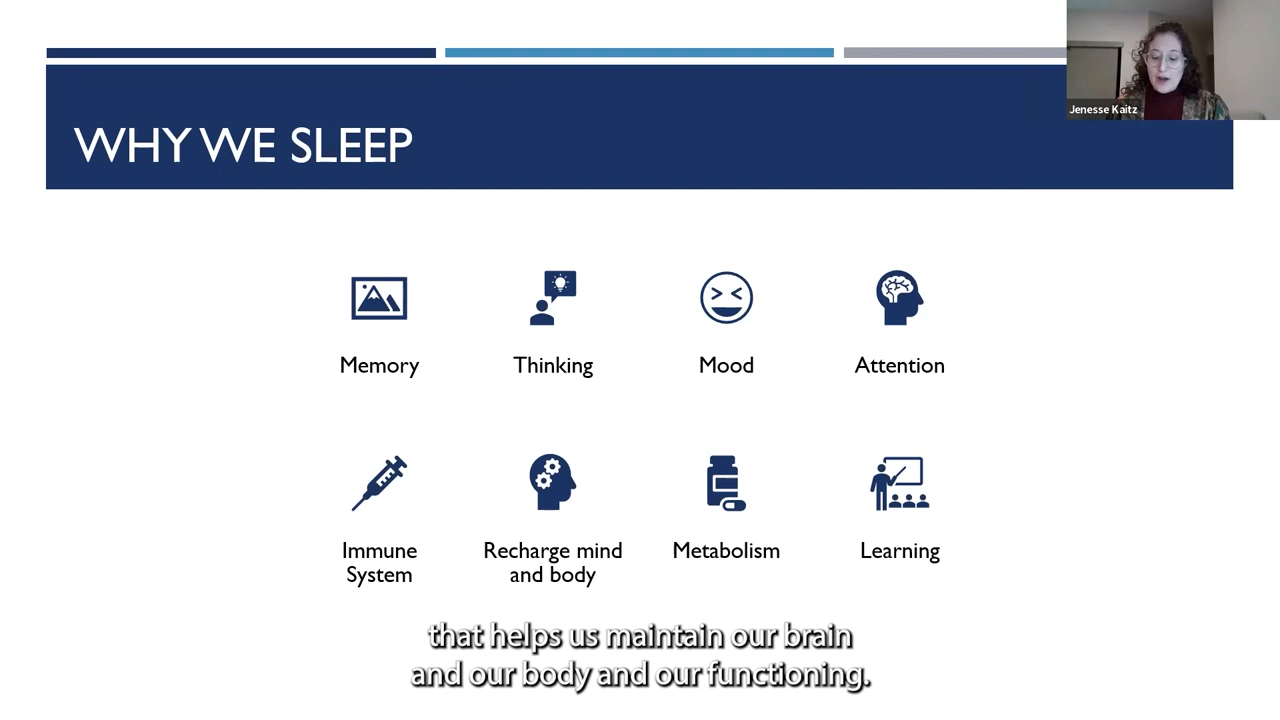 Jenesse Kaitz
WHY WE SLEEP
Memory
Thinking
Mood
Attention
Immune
System
Recharge mind
and body
Metabolism
Learning
that helps us maintain our brain
and our body and our functioning.